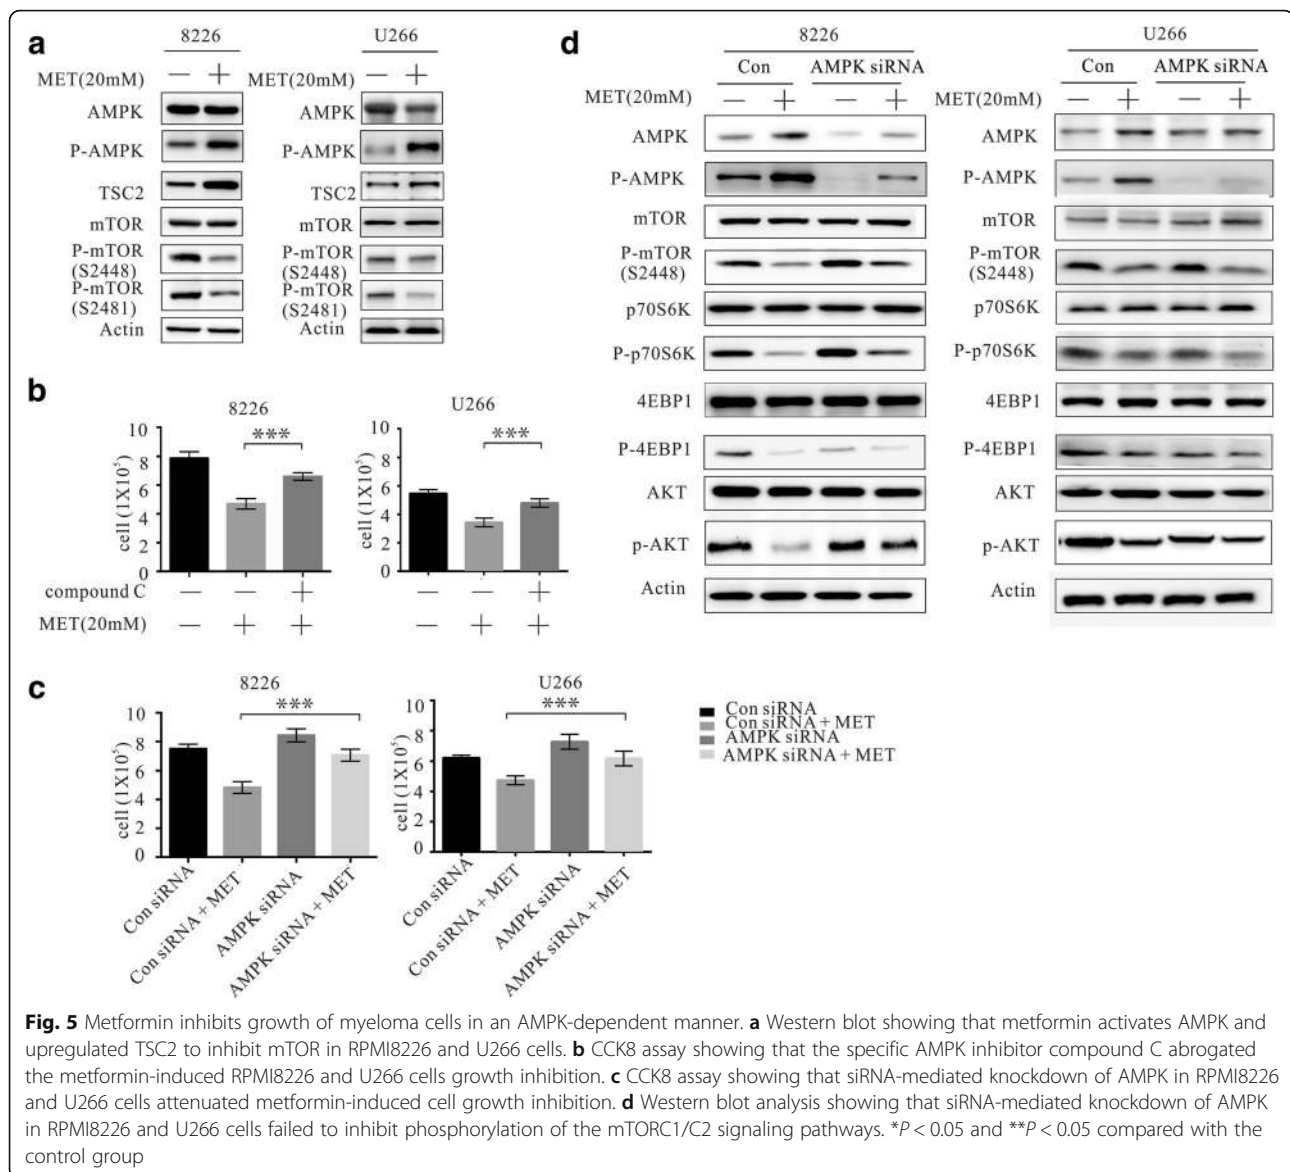 a
8226
U266
MET(20mM) — + MET(20mM) — +
AMPK AMPK
P-AMPK P-AMPK
TSC2 TSC2
mTOR mTOR
P-mTOR (S2448) P-mTOR (S2448)
P-mTOR (S2481) P-mTOR (S2481)
Actin Actin
b
8226
cell (1X10⁵)
10
8
6
4
2
0
***
U266
cell (1X10⁵)
10
8
6
4
2
0
***
compound C — — + — — +
MET(20mM) — + + — + +
c
8226
cell (1X10⁵)
10
8
6
4
2
0
***
Con siRNA
Con siRNA + MET
AMPK siRNA
AMPK siRNA + MET
U266
cell (1X10⁵)
10
8
6
4
2
0
***
Con siRNA
Con siRNA + MET
AMPK siRNA
AMPK siRNA + MET
Con siRNA
Con siRNA + MET
AMPK siRNA
AMPK siRNA + MET
d
8226
Con AMPK siRNA
MET(20mM) — + — +
AMPK
P-AMPK
mTOR
P-mTOR
(S2448)
p70S6K
P-p70S6K
4EBP1
P-4EBP1
AKT
p-AKT
Actin
U266
Con AMPK siRNA
MET(20mM) — + — +
AMPK
P-AMPK
mTOR
P-mTOR
(S2448)
p70S6K
P-p70S6K
4EBP1
P-4EBP1
AKT
p-AKT
Actin
Fig. 5 Metformin inhibits growth of myeloma cells in an AMPK-dependent manner. a Western blot showing that metformin activates AMPK and
upregulated TSC2 to inhibit mTOR in RPMI8226 and U266 cells. b CCK8 assay showing that the specific AMPK inhibitor compound C abrogated
the metformin-induced RPMI8226 and U266 cells growth inhibition. c CCK8 assay showing that siRNA-mediated knockdown of AMPK in RPMI8226
and U266 cells attenuated metformin-induced cell growth inhibition. d Western blot analysis showing that siRNA-mediated knockdown of AMPK
in RPMI8226 and U266 cells failed to inhibit phosphorylation of the mTORC1/C2 signaling pathways. *P < 0.05 and **P < 0.05 compared with the
control group